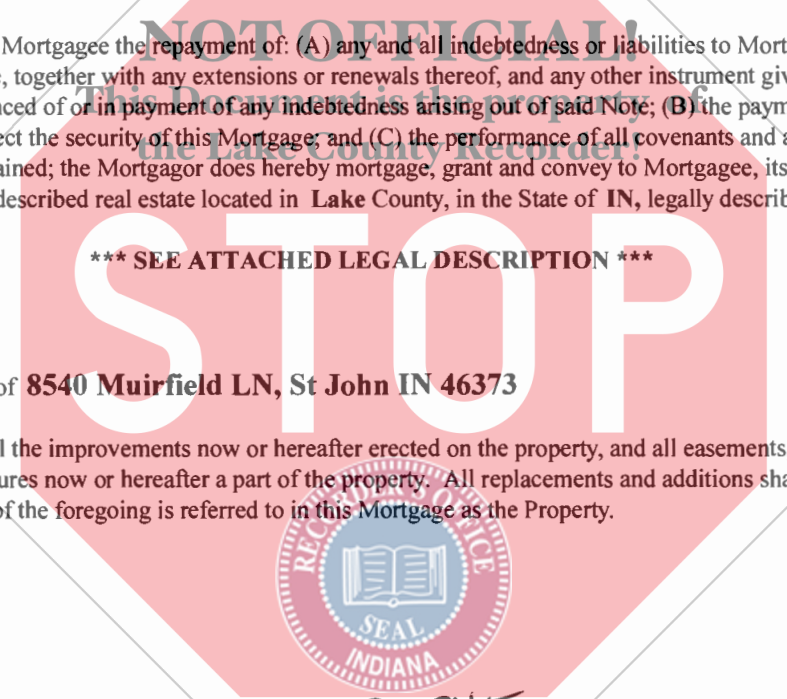 NOT OFFICIAL!
Mortgagee the repayment of: (A) any and all indebtedness or liabilities to Mort
, together with any extensions or renewals thereof, and any other instrument giv
This Document is the property of
nced of or in payment of any indebtedness arising out of said Note; (B) the paym
ect the security of this Mortgage; and (C) the performance of all covenants and a
the Lake County Recorder!
ained; the Mortgagor does hereby mortgage, grant and convey to Mortgagee, its
described real estate located in Lake County, in the State of IN, legally describ
*** SEE ATTACHED LEGAL DESCRIPTION ***
STOP
of 8540 Muirfield LN, St John IN 46373
l the improvements now or hereafter erected on the property, and all easements
ures now or hereafter a part of the property. All replacements and additions sha
of the foregoing is referred to in this Mortgage as the Property.
RECORDER'S OFFICE
SEAL
INDIANA